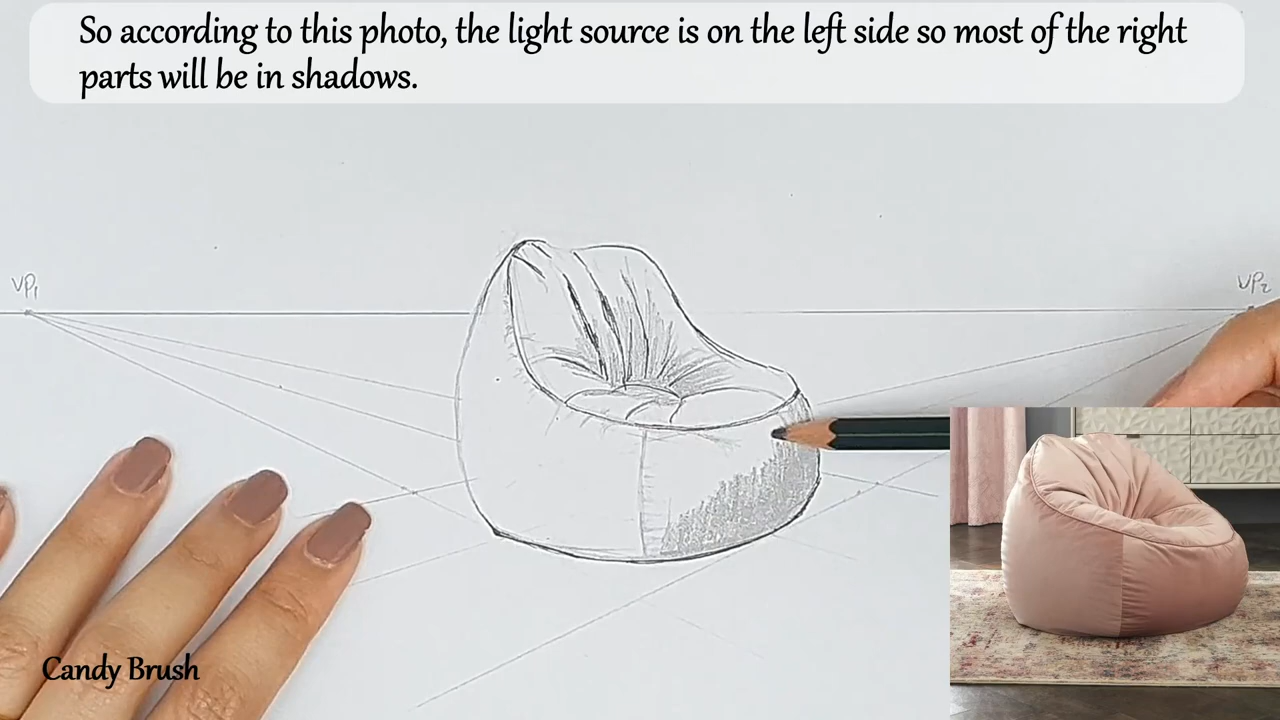 So according to this photo, the light source is on the left side so most of the right
parts will be in shadows.
VP1
VP2
Candy Brush